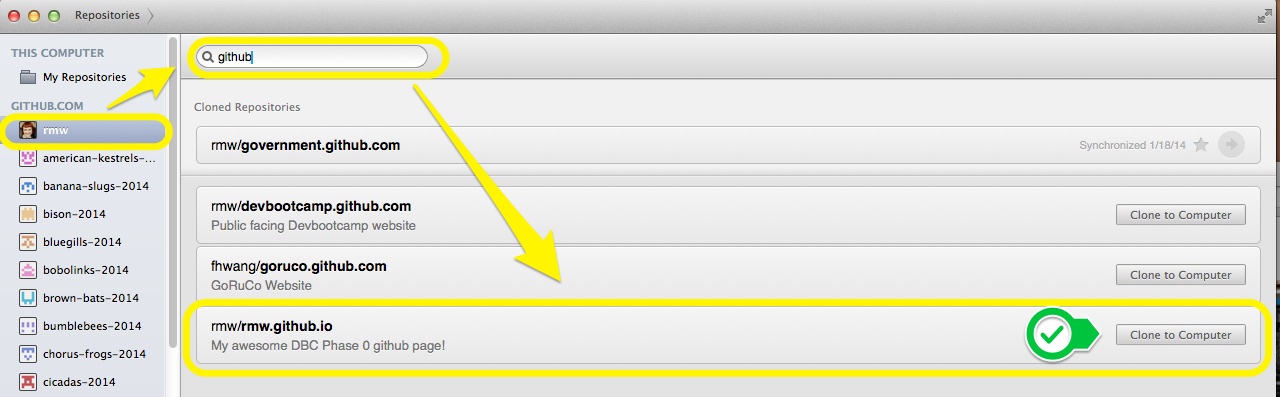 Repositories
THIS COMPUTER
My Repositories
GITHUB.COM
rmw
american-kestrels-...
banana-slugs-2014
bison-2014
bluegills-2014
bobolinks-2014
brown-bats-2014
bumblebees-2014
chorus-frogs-2014
cicadas-2014
github
Cloned Repositories
rmw/government.github.com
Synchronized 1/18/14
rmw/devbootcamp.github.com
Public facing Devbootcamp website
Clone to Computer
fhwang/goruco.github.com
GoRuCo Website
Clone to Computer
rmw/rmw.github.io
My awesome DBC Phase 0 github page!
Clone to Computer